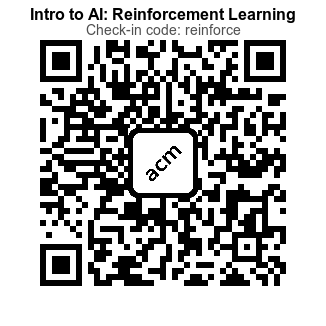 Intro to AI: Reinforcement Learning
Check-in code: reinforce
acm